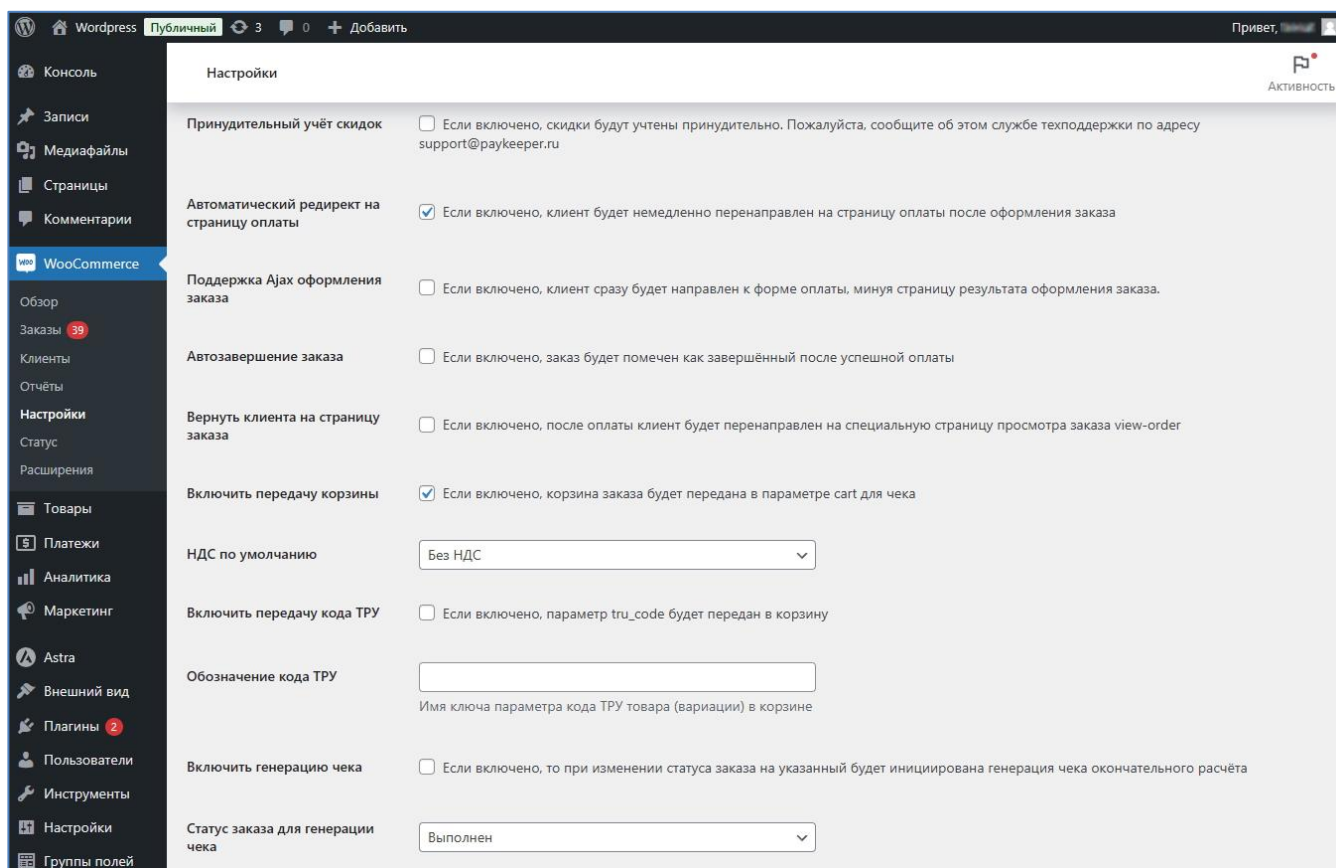 Wordpress Публичный 3 0 + Добавить
Привет,
Консоль
Записи
Медиафайлы
Страницы
Комментарии
WooCommerce
Обзор
Заказы 39
Клиенты
Отчёты
Настройки
Статус
Расширения
Товары
Платежи
Аналитика
Маркетинг
Astra
Внешний вид
Плагины 2
Пользователи
Инструменты
Настройки
Группы полей
Настройки
Активность
Принудительный учёт скидок
Если включено, скидки будут учтены принудительно. Пожалуйста, сообщите об этом службе техподдержки по адресу
support@paykeeper.ru
Автоматический редирект на
страницу оплаты
Если включено, клиент будет немедленно перенаправлен на страницу оплаты после оформления заказа
Поддержка Ajax оформления
заказа
Если включено, клиент сразу будет направлен к форме оплаты, минуя страницу результата оформления заказа.
Автозавершение заказа
Если включено, заказ будет помечен как завершённый после успешной оплаты
Вернуть клиента на страницу
заказа
Если включено, после оплаты клиент будет перенаправлен на специальную страницу просмотра заказа view-order
Включить передачу корзины
Если включено, корзина заказа будет передана в параметре cart для чека
НДС по умолчанию
Без НДС
Включить передачу кода ТРУ
Если включено, параметр tru_code будет передан в корзину
Обозначение кода ТРУ
Имя ключа параметра кода ТРУ товара (вариации) в корзине
Включить генерацию чека
Если включено, то при изменении статуса заказа на указанный будет инициирована генерация чека окончательного расчёта
Статус заказа для генерации
чека
Выполнен